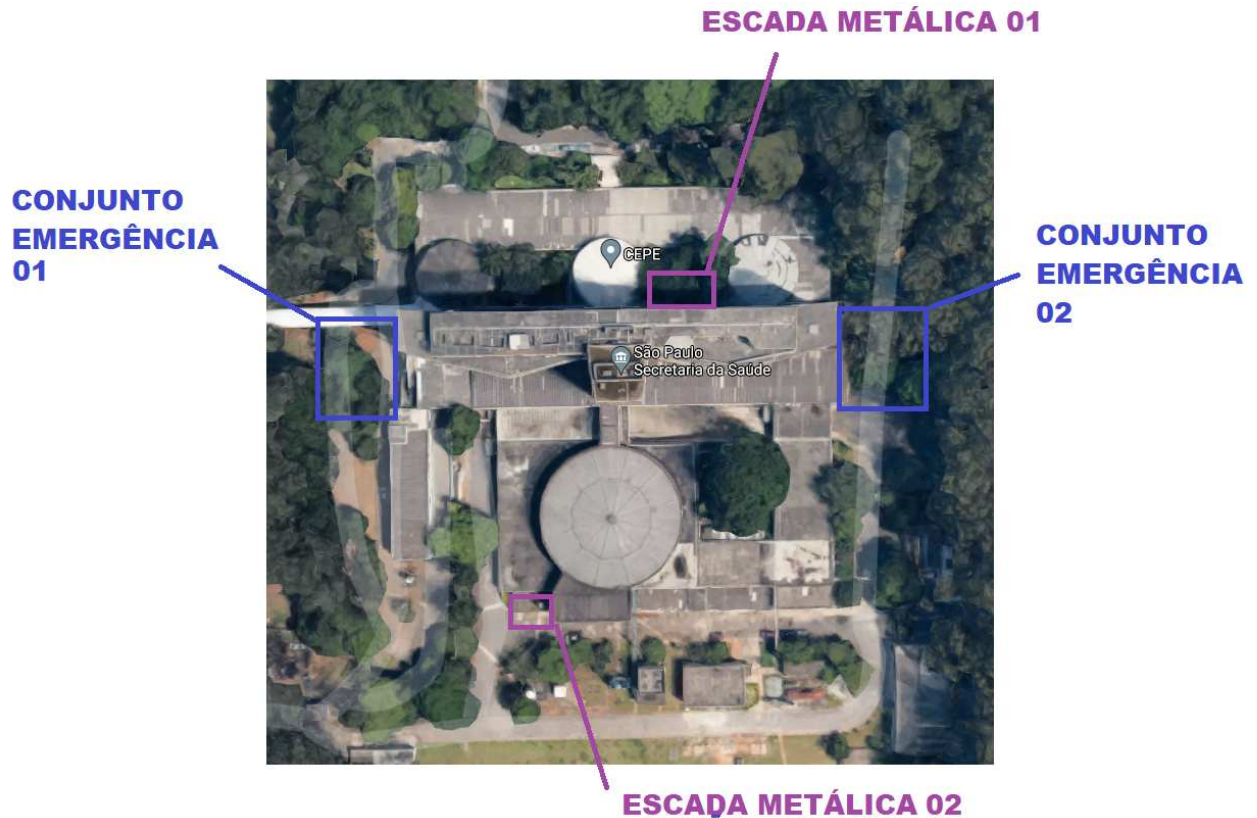 ESCADA METÁLICA 01
CONJUNTO
EMERGÊNCIA
01
CEPE
CONJUNTO
EMERGÊNCIA
02
São Paulo
Secretaria da Saúde
ESCADA METÁLICA 02